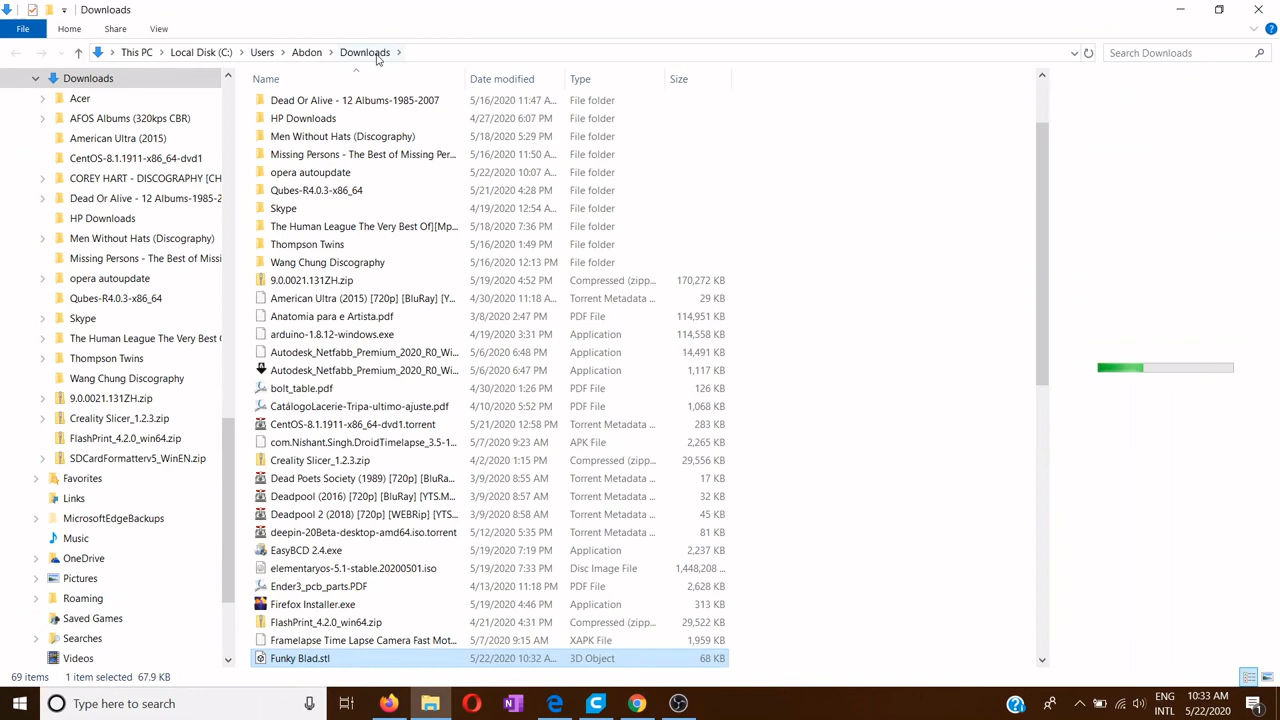 Downloads
File Home Share View
This PC Local Disk (C:) Users Abdon Downloads Search Downloads
Name Date modified Type Size
Downloads
Acer
AFOS Albums (320kps CBR)
American Ultra (2015)
CentOS-8.1.1911-x86_64-dvd1
COREY HART - DISCOGRAPHY [CH
Dead Or Alive - 12 Albums-1985-2
HP Downloads
Men Without Hats (Discography)
Missing Persons - The Best of Missi
opera autoupdate
Qubes-R4.0.3-x86_64
Skype
The Human League The Very Best O
Thompson Twins
Wang Chung Discography
9.0.0021.131ZH.zip
Creality Slicer_1.2.3.zip
FlashPrint_4.2.0_win64.zip
SDCardFormatterv5_WinEN.zip
Favorites
Links
MicrosoftEdgeBackups
Music
OneDrive
Pictures
Roaming
Saved Games
Searches
Videos
Dead Or Alive - 12 Albums-1985-2007 5/16/2020 11:47 A... File folder
HP Downloads 4/27/2020 6:07 PM File folder
Men Without Hats (Discography) 5/18/2020 5:29 PM File folder
Missing Persons - The Best of Missing Per... 5/16/2020 11:50 A... File folder
opera autoupdate 5/22/2020 10:07 A... File folder
Qubes-R4.0.3-x86_64 5/21/2020 4:28 PM File folder
Skype 4/19/2020 12:54 A... File folder
The Human League The Very Best Of][Mp... 5/18/2020 7:36 PM File folder
Thompson Twins 5/16/2020 1:49 PM File folder
Wang Chung Discography 5/16/2020 12:13 PM File folder
9.0.0021.131ZH.zip 5/19/2020 4:52 PM Compressed (zipp... 170,272 KB
American Ultra (2015) [720p] [BluRay] [Y... 4/30/2020 11:18 A... Torrent Metadata ... 29 KB
Anatomia para e Artista.pdf 3/8/2020 2:47 PM PDF File 114,951 KB
arduino-1.8.12-windows.exe 4/19/2020 3:31 PM Application 114,558 KB
Autodesk_Netfabb_Premium_2020_R0_Wi... 5/6/2020 6:48 PM Application 14,491 KB
Autodesk_Netfabb_Premium_2020_R0_Wi... 5/6/2020 6:47 PM Application 1,117 KB
bolt_table.pdf 4/30/2020 1:26 PM PDF File 126 KB
CatálogoLacerie-Tripa-ultimo-ajuste.pdf 4/10/2020 5:52 PM PDF File 1,068 KB
CentOS-8.1.1911-x86_64-dvd1.torrent 5/21/2020 12:58 PM Torrent Metadata ... 283 KB
com.Nishant.Singh.DroidTimelapse_3.5-1... 5/7/2020 9:23 AM APK File 2,265 KB
Creality Slicer_1.2.3.zip 4/2/2020 1:15 PM Compressed (zipp... 29,556 KB
Dead Poets Society (1989) [720p] [BluRa... 3/9/2020 8:55 AM Torrent Metadata ... 17 KB
Deadpool (2016) [720p] [BluRay] [YTS.M... 3/9/2020 8:57 AM Torrent Metadata ... 32 KB
Deadpool 2 (2018) [720p] [WEBRip] [YTS... 3/9/2020 8:58 AM Torrent Metadata ... 45 KB
deepin-20Beta-desktop-amd64.iso.torrent 5/12/2020 5:35 PM Torrent Metadata ... 81 KB
EasyBCD 2.4.exe 5/19/2020 7:19 PM Application 2,237 KB
elementaryos-5.1-stable.20200501.iso 5/19/2020 7:33 PM Disc Image File 1,448,208 ...
Ender3_pcb_parts.PDF 4/13/2020 11:18 PM PDF File 2,628 KB
Firefox Installer.exe 5/19/2020 4:46 PM Application 313 KB
FlashPrint_4.2.0_win64.zip 4/21/2020 4:31 PM Compressed (zipp... 29,522 KB
Framelapse Time Lapse Camera Fast Mot... 5/7/2020 9:15 AM XAPK File 1,959 KB
Funky Blad.stl 5/22/2020 10:32 A... 3D Object 68 KB
69 items 1 item selected 67.9 KB
Type here to search
ENG 10:33 AM
INTL 5/22/2020